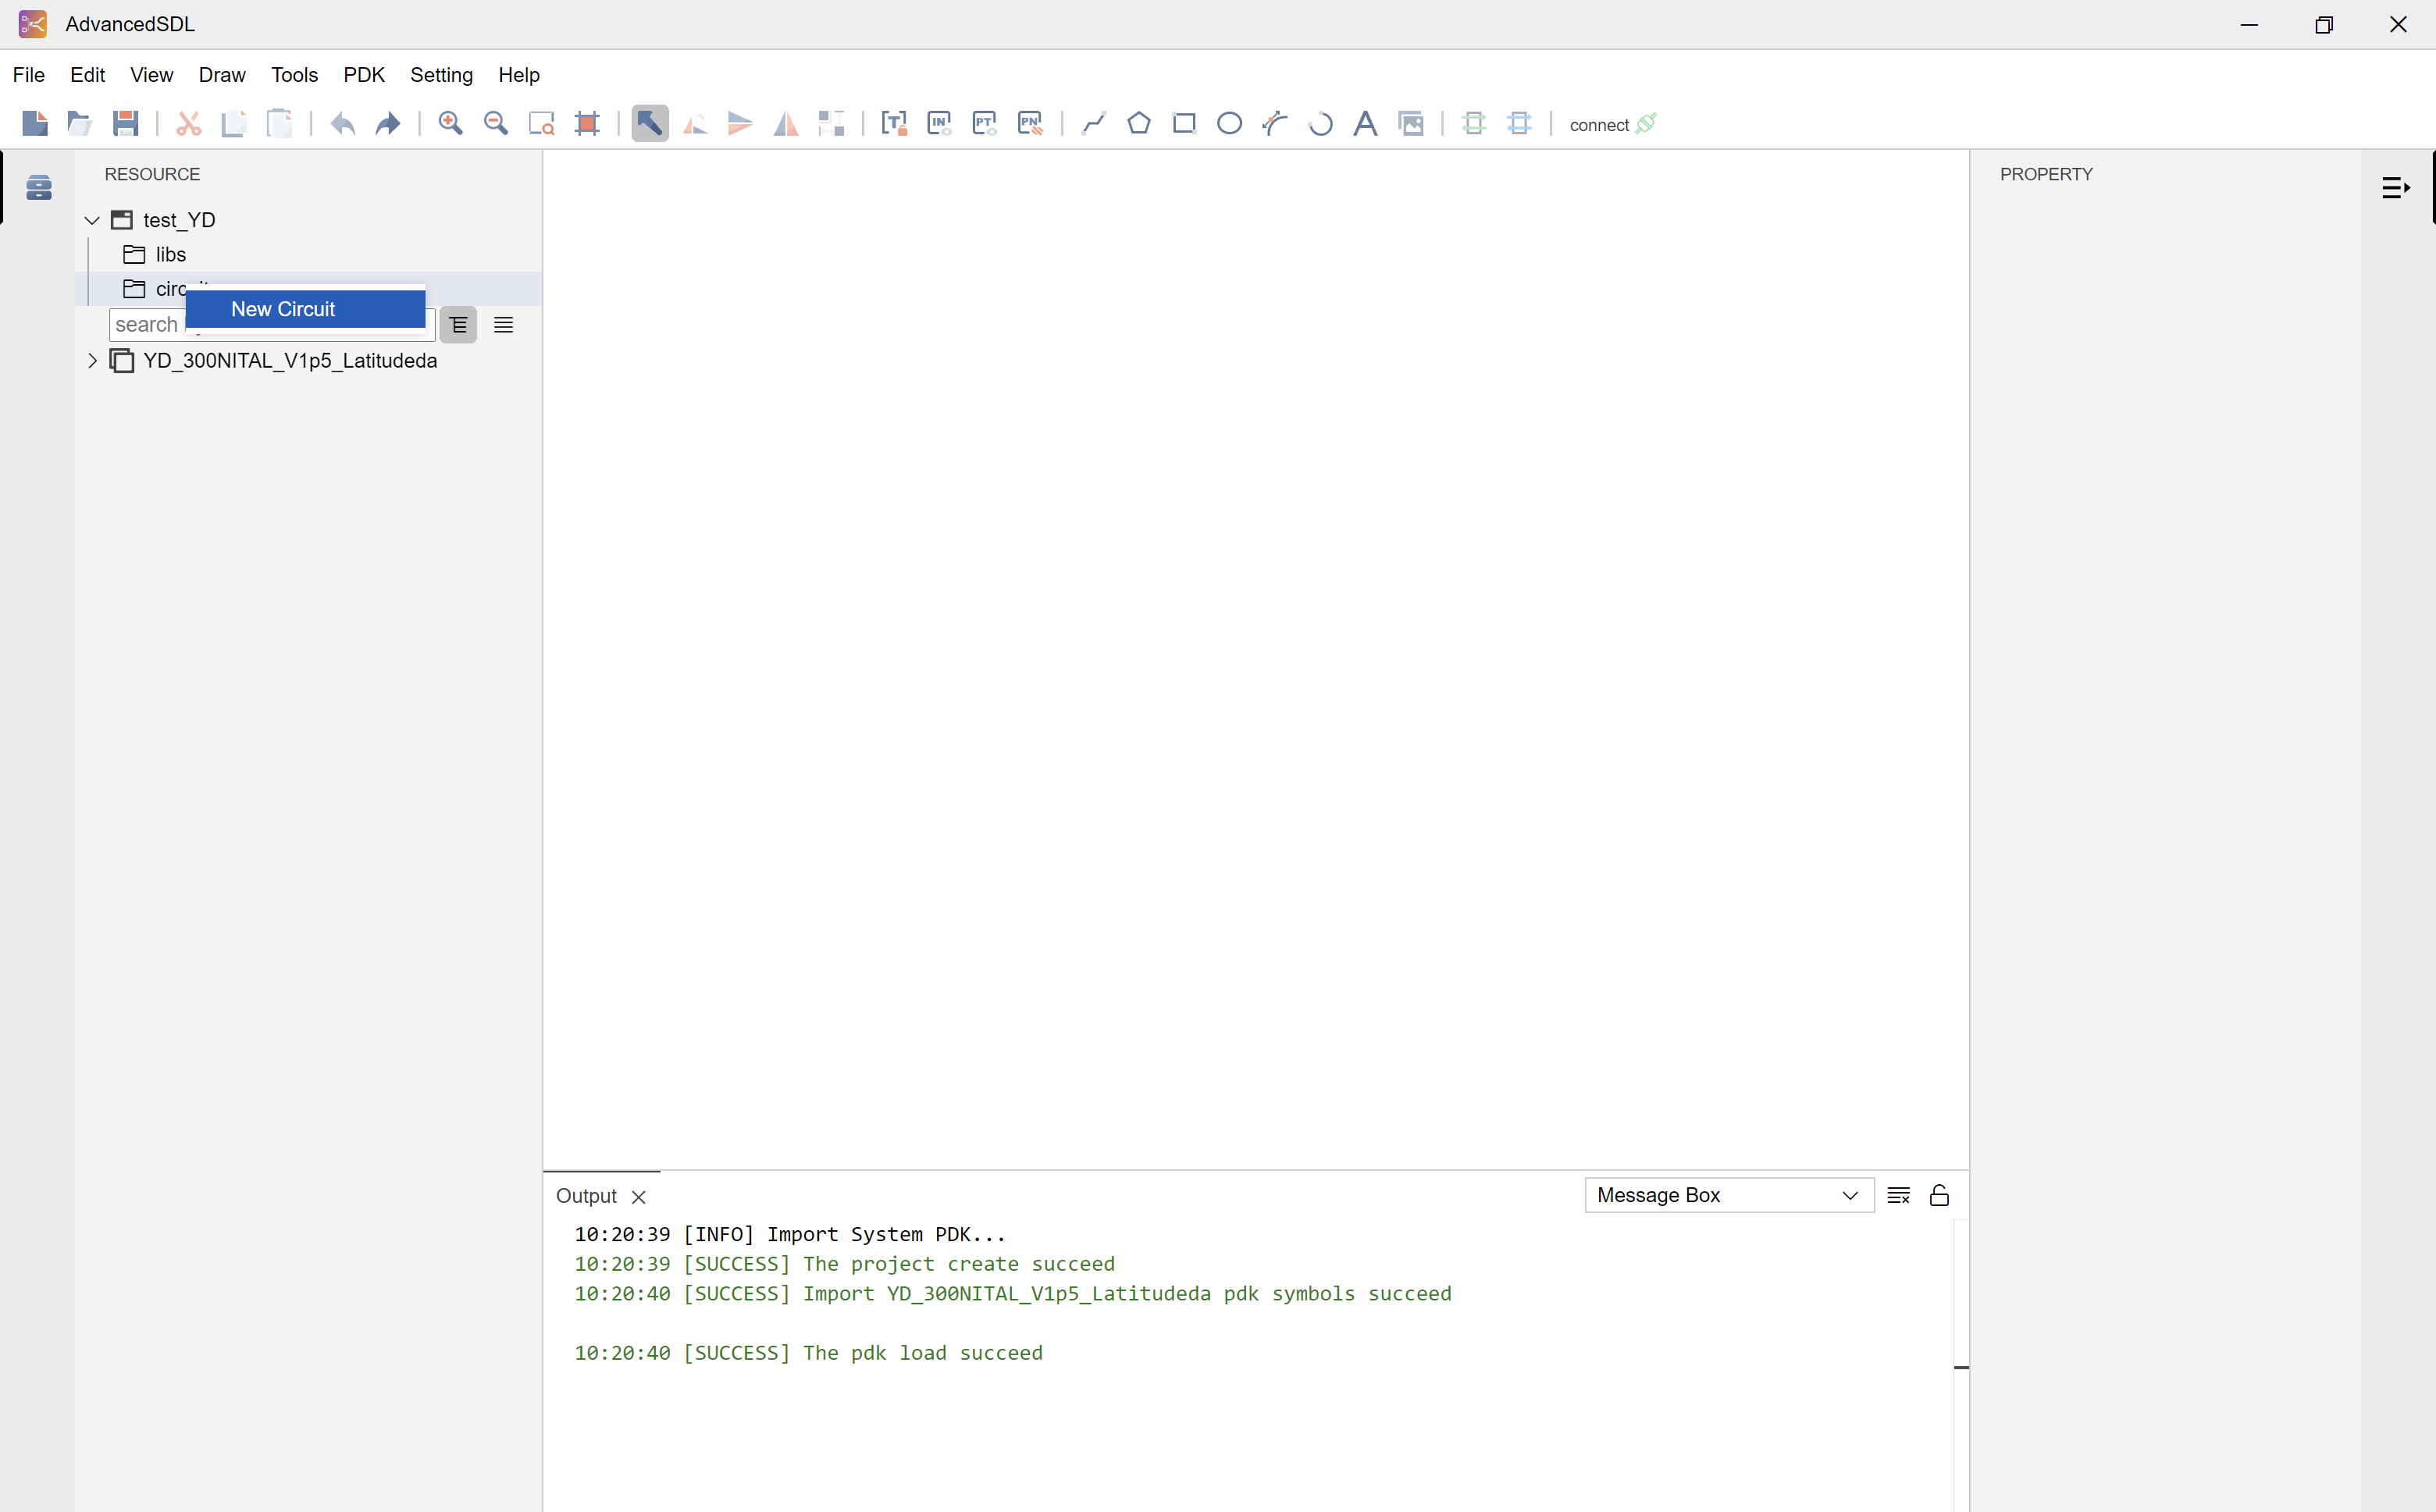 AdvancedSDL
File Edit View Draw Tools PDK Setting Help
connect
RESOURCE
PROPERTY
test_YD
libs
New Circuit
search
YD_300NITAL_V1p5_Latitudeda
Output
Message Box
10:20:39 [INFO] Import System PDK...
10:20:39 [SUCCESS] The project create succeed
10:20:40 [SUCCESS] Import YD_300NITAL_V1p5_Latitudeda pdk symbols succeed
10:20:40 [SUCCESS] The pdk load succeed